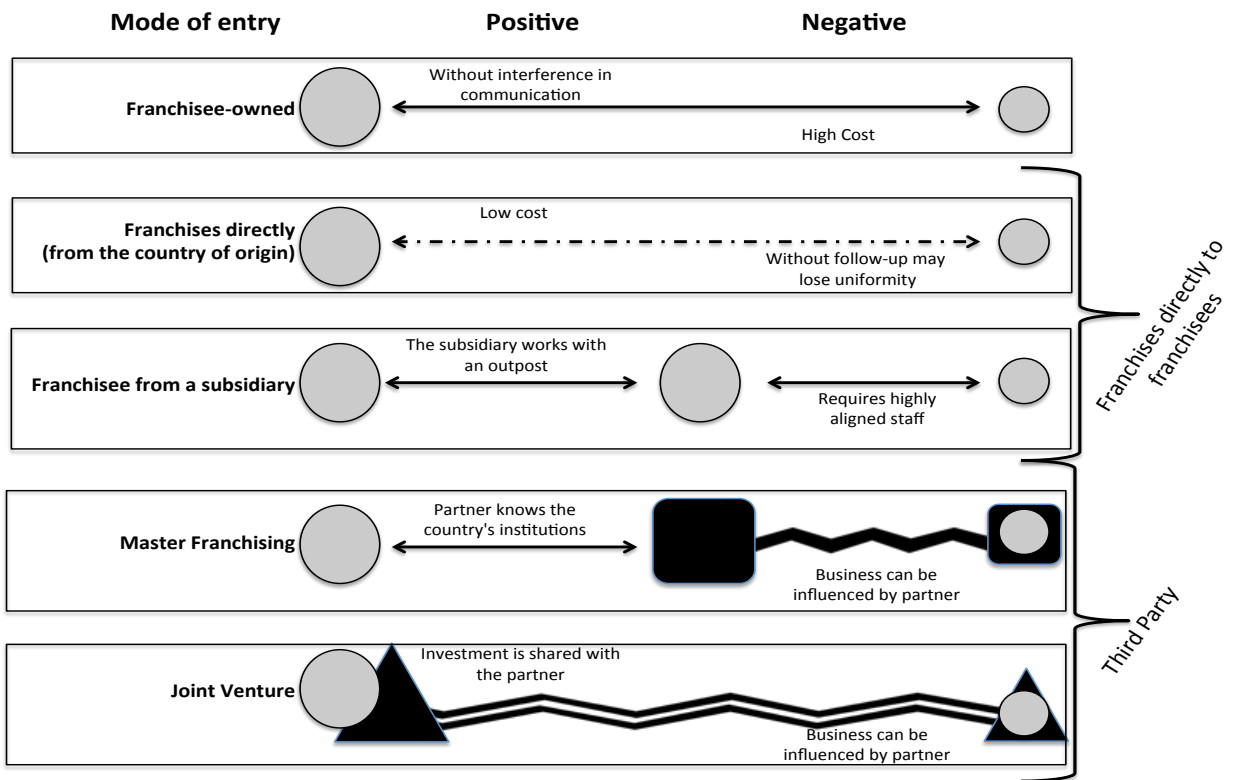 Mode of entry
Positive
Negative
Franchisee-owned
Without interference in
communication
High Cost
Franchises directly
(from the country of origin)
Low cost
Without follow-up may
lose uniformity
Franchisee from a subsidiary
The subsidiary works with
an outpost
Requires highly
aligned staff
Franchises directly to
franchisees
Master Franchising
Partner knows the
country's institutions
Business can be
influenced by partner
Joint Venture
Investment is shared with
the partner
Business can be
influenced by partner
Third Party